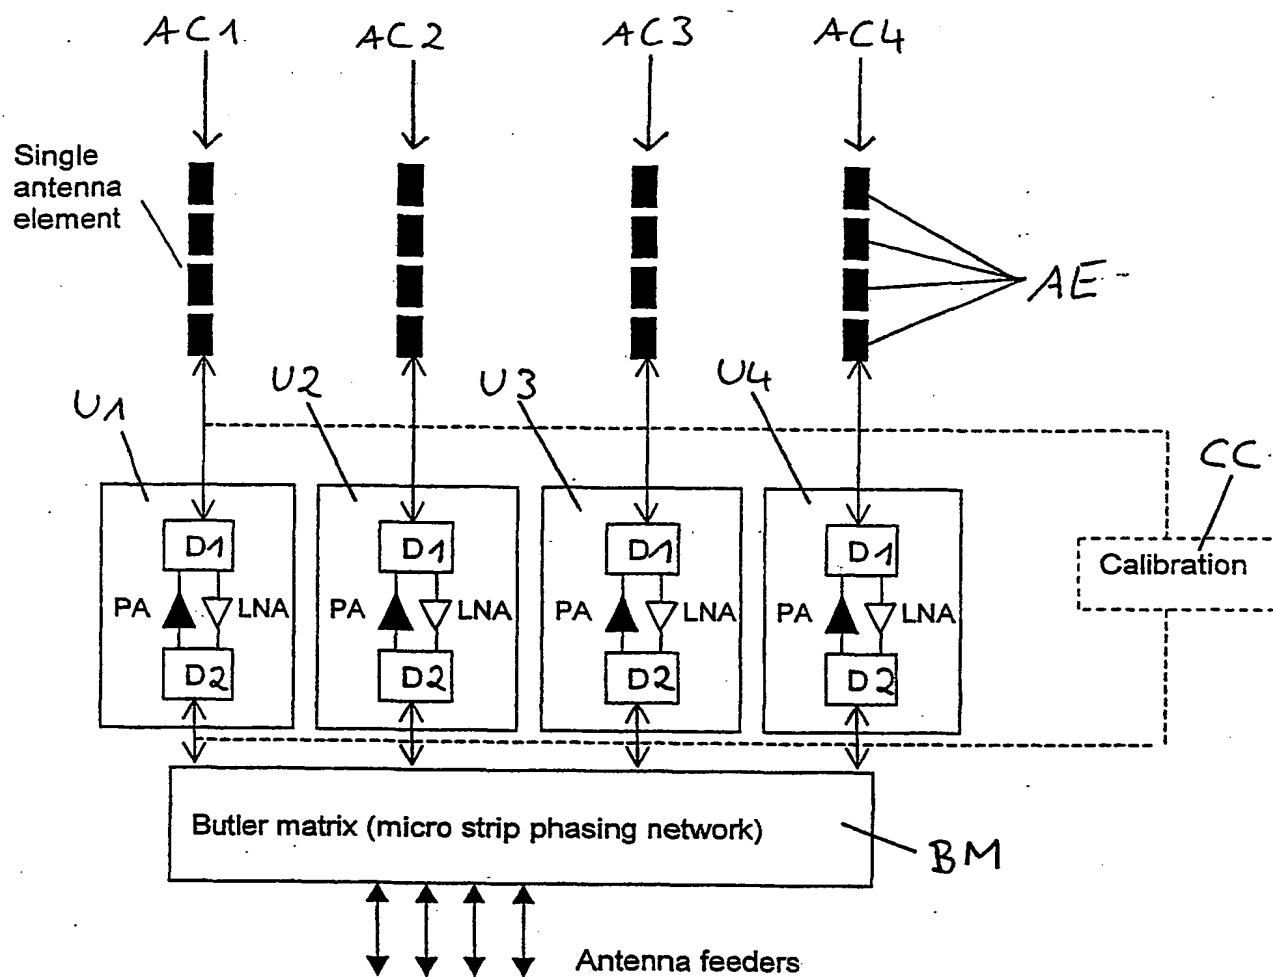 AC1 AC2 AC3 AC4
Single
antenna
element
AE
U1 U2 U3 U4
CC
D1 D1 D1 D1
Calibration
PA LNA PA LNA PA LNA PA LNA
D2 D2 D2 D2
Butler matrix (micro strip phasing network)
BM
Antenna feeders